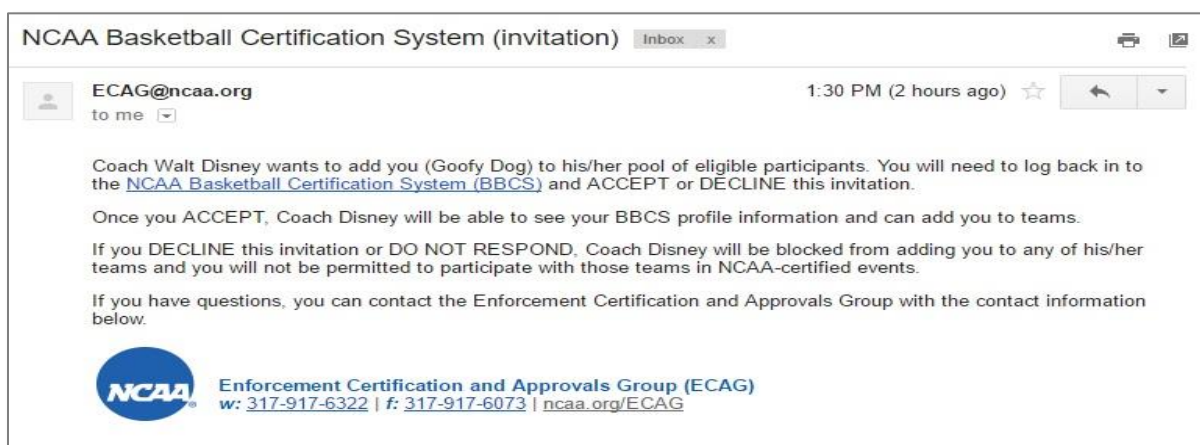 NCAA Basketball Certification System (invitation) Inbox x
ECAG@ncaa.org 1:30 PM (2 hours ago)
to me
Coach Walt Disney wants to add you (Goofy Dog) to his/her pool of eligible participants. You will need to log back in to
the NCAA Basketball Certification System (BBCS) and ACCEPT or DECLINE this invitation.
Once you ACCEPT, Coach Disney will be able to see your BBCS profile information and can add you to teams.
If you DECLINE this invitation or DO NOT RESPOND, Coach Disney will be blocked from adding you to any of his/her
teams and you will not be permitted to participate with those teams in NCAA-certified events.
If you have questions, you can contact the Enforcement Certification and Approvals Group with the contact information
below.
NCAA
®
Enforcement Certification and Approvals Group (ECAG)
w: 317-917-6322 | f: 317-917-6073 | ncaa.org/ECAG